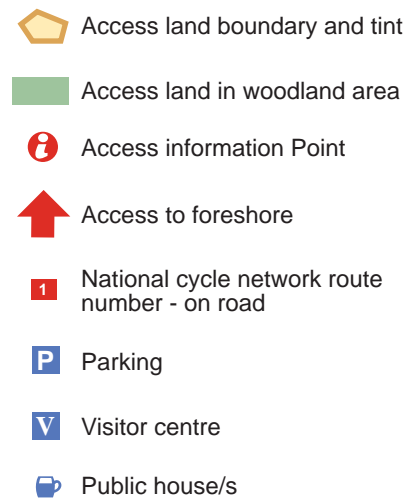 Access land boundary and tint
Access land in woodland area
i Access information Point
Access to foreshore
1 National cycle network route
number - on road
P Parking
V Visitor centre
Public house/s